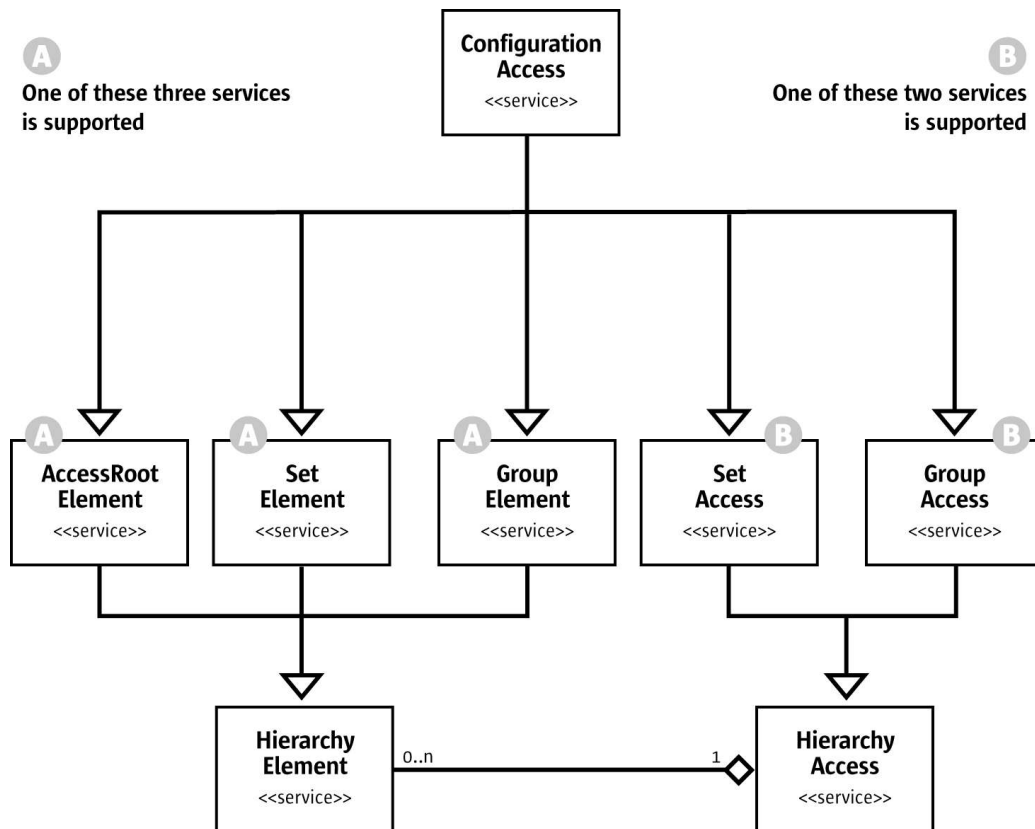 Configuration
Access
<<service>>
A
One of these three services
is supported
B
One of these two services
is supported
A
AccessRoot
Element
<<service>>
A
Set
Element
<<service>>
A
Group
Element
<<service>>
B
Set
Access
<<service>>
B
Group
Access
<<service>>
Hierarchy
Element
<<service>>
0..n
1
Hierarchy
Access
<<service>>